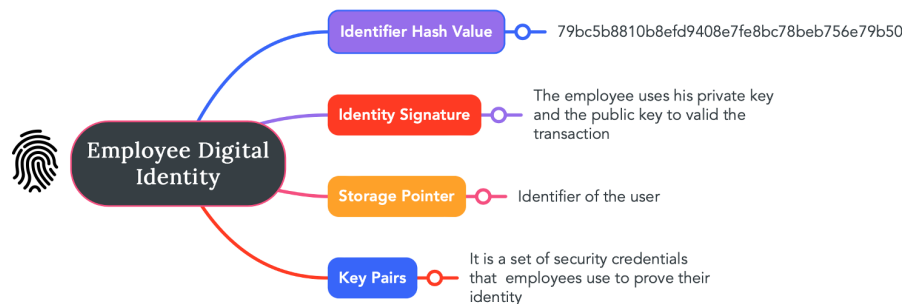 Identifier Hash Value
79bc5b8810b8efd9408e7fe8bc78beb756e79b50
Identity Signature
The employee uses his private key
and the public key to valid the
transaction
Employee Digital
Identity
Storage Pointer
Identifier of the user
Key Pairs
It is a set of security credentials
that employees use to prove their
identity